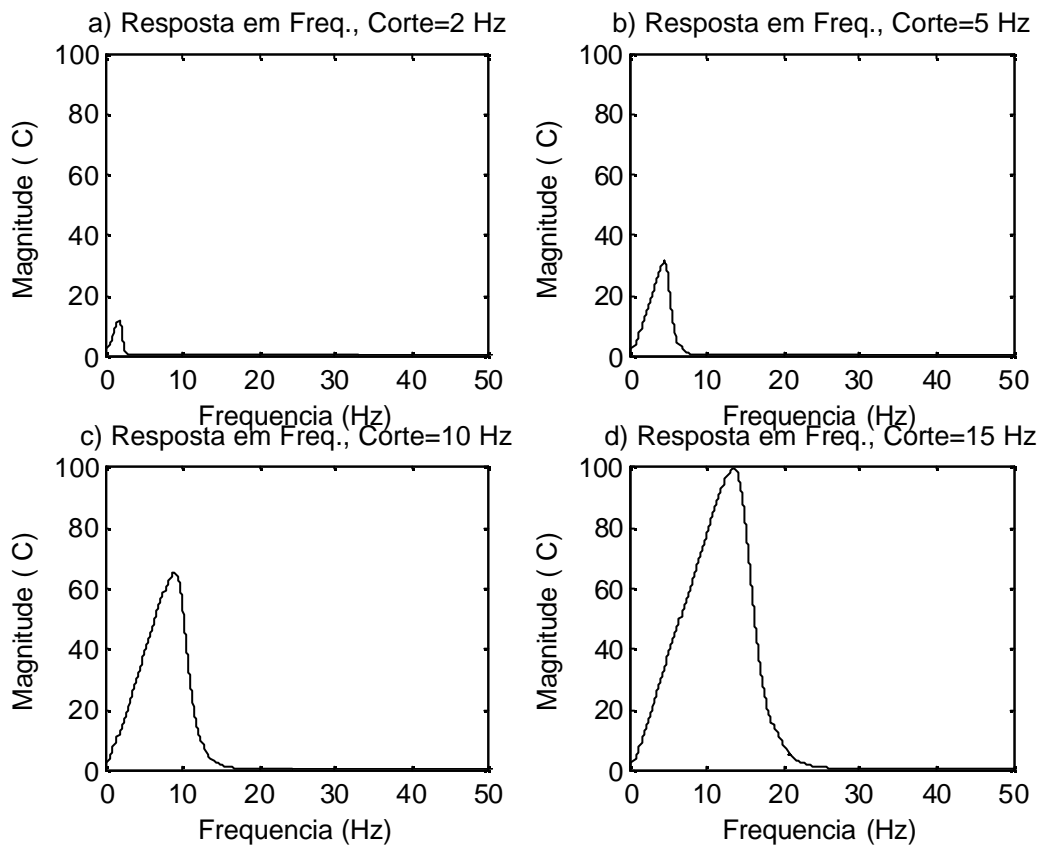 a) Resposta em Freq., Corte=2 Hz
100
80
60
40
20
0
Magnitude ( C)
0 10 20 30 40 50
Frequencia (Hz)
b) Resposta em Freq., Corte=5 Hz
100
80
60
40
20
0
Magnitude ( C)
0 10 20 30 40 50
Frequencia (Hz)
c) Resposta em Freq., Corte=10 Hz
100
80
60
40
20
0
Magnitude ( C)
0 10 20 30 40 50
Frequencia (Hz)
d) Resposta em Freq., Corte=15 Hz
100
80
60
40
20
0
Magnitude ( C)
0 10 20 30 40 50
Frequencia (Hz)